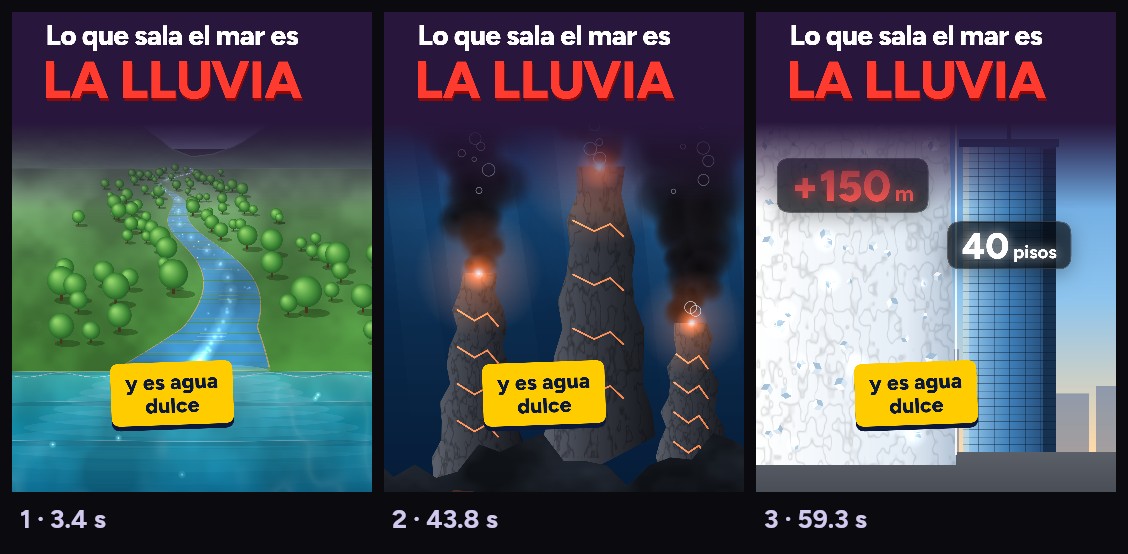 Lo que sala el mar es
LA LLUVIA
y es agua
dulce
1 · 3.4 s
Lo que sala el mar es
LA LLUVIA
y es agua
dulce
2 · 43.8 s
Lo que sala el mar es
LA LLUVIA
+150 m
40 pisos
y es agua
dulce
3 · 59.3 s